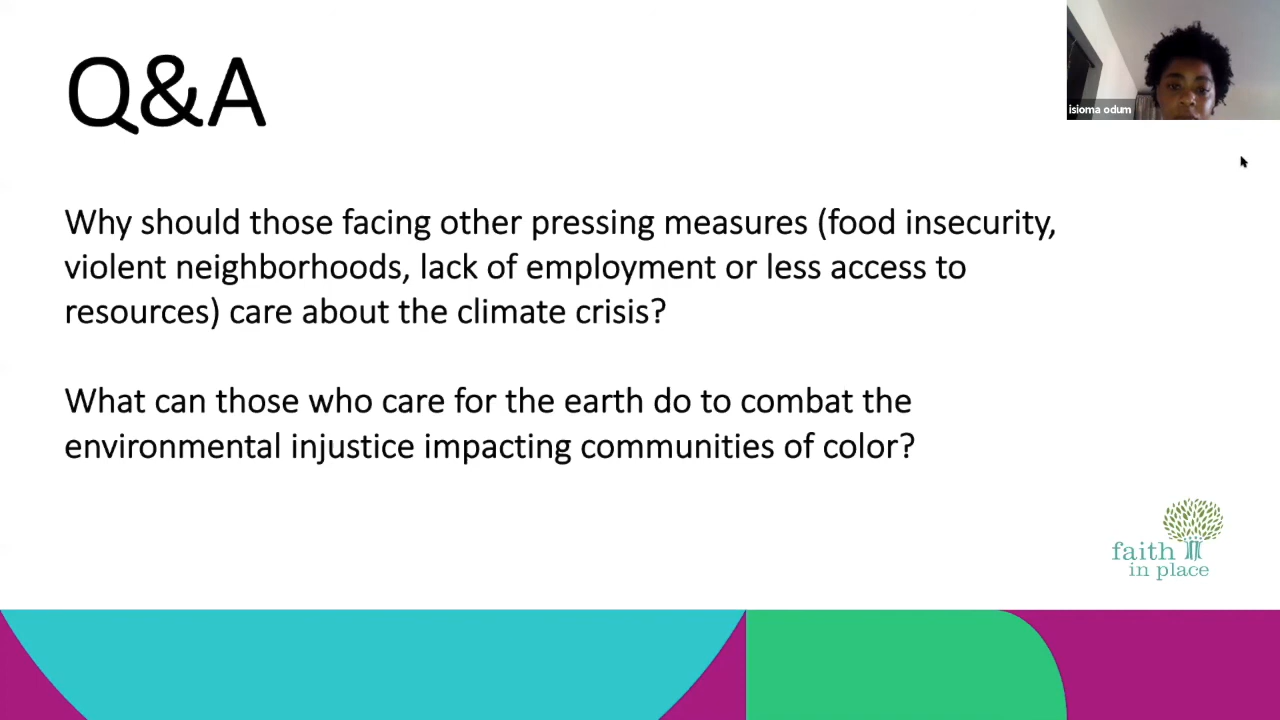 Q&A
isioma odum
Why should those facing other pressing measures (food insecurity,
violent neighborhoods, lack of employment or less access to
resources) care about the climate crisis?
What can those who care for the earth do to combat the
environmental injustice impacting communities of color?
faith
in place